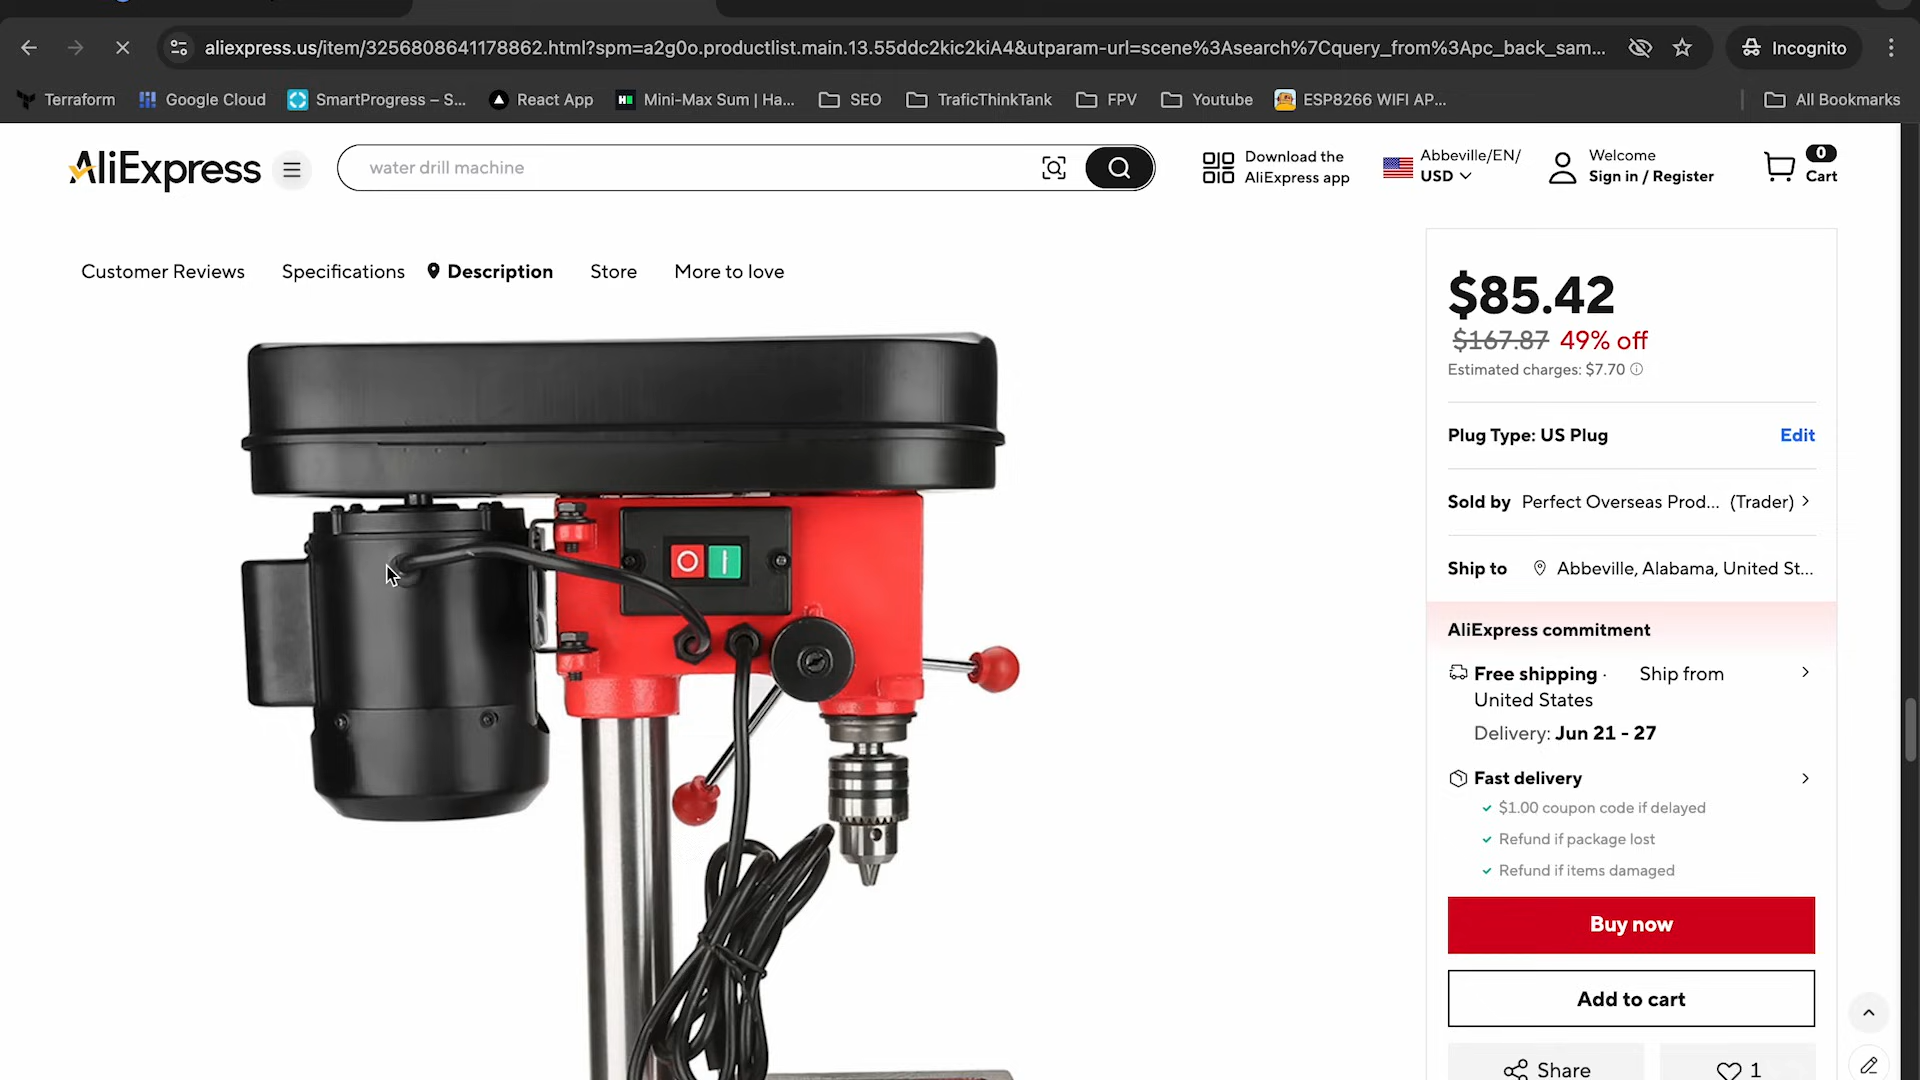 aliexpress.us/item/3256808641178862.html?spm=a2g0o.productlist.main.13.55ddc2kic2kiA4&utparam-url=scene%3Asearch%7Cquery_from%3Apc_back_sam...
Incognito
Terraform
Google Cloud
SmartProgress – S...
React App
Mini-Max Sum | Ha...
SEO
TraficThinkTank
FPV
Youtube
ESP8266 WIFI AP...
All Bookmarks
AliExpress
water drill machine
Download the
AliExpress app
Abbeville/EN/
USD
Welcome
Sign in / Register
0
Cart
Customer Reviews
Specifications
Description
Store
More to love
$85.42
$167.87 49% off
Estimated charges: $7.70
Plug Type: US Plug
Edit
Sold by Perfect Overseas Prod... (Trader)
Ship to Abbeville, Alabama, United St...
AliExpress commitment
Free shipping · Ship from
United States
Delivery: Jun 21 - 27
Fast delivery
$1.00 coupon code if delayed
Refund if package lost
Refund if items damaged
Buy now
Add to cart
Share
1